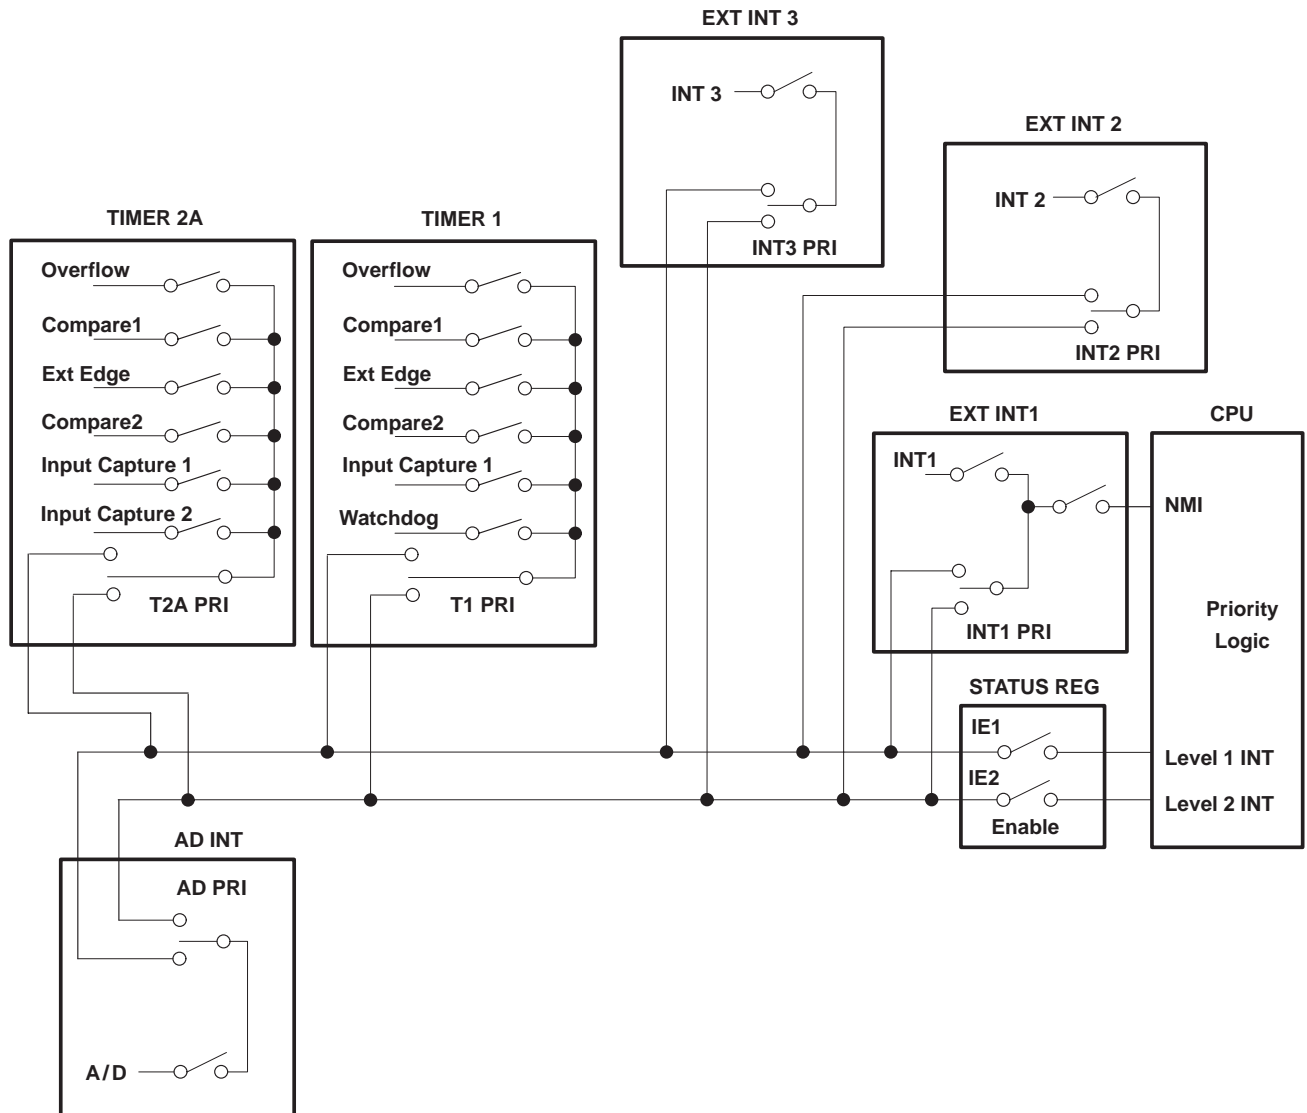 EXT INT 3
INT 3
INT3 PRI
EXT INT 2
INT 2
INT2 PRI
TIMER 2A
Overflow
Compare1
Ext Edge
Compare2
Input Capture 1
Input Capture 2
T2A PRI
TIMER 1
Overflow
Compare1
Ext Edge
Compare2
Input Capture 1
Watchdog
T1 PRI
EXT INT1
INT1
INT1 PRI
CPU
NMI
Priority
Logic
Level 1 INT
Level 2 INT
STATUS REG
IE1
IE2
Enable
AD INT
AD PRI
A/D